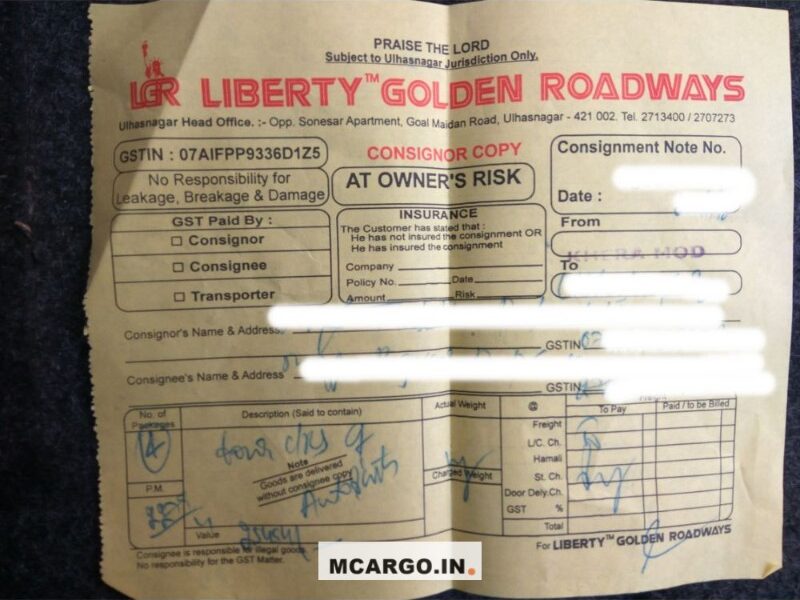 PRAISE THE LORD
Subject to Ulhasnagar Jurisdiction Only.
LGR LIBERTY™ GOLDEN ROADWAYS
Ulhasnagar Head Office. :- Opp. Sonesar Apartment, Goal Maidan Road, Ulhasnagar - 421 002. Tel. 2713400 / 2707273
GSTIN : 07AIFPP9336D1Z5
CONSIGNOR COPY
Consignment Note No.
No Responsibility for
Leakage, Breakage & Damage
AT OWNER'S RISK
Date :
GST Paid By :
Consignor
Consignee
Transporter
INSURANCE
The Customer has stated that :
He has not insured the consignment OR
He has insured the consignment
Company
Policy No. Date
Amount Risk
From
KHERA MOD
To
Consignor's Name & Address
GSTIN
Consignee's Name & Address
GSTIN
No. of
Packages
Description (Said to contain)
Actual Weight
@
Freight
To Pay
Paid / to be Billed
four of
Autoparts
Note
Goods are delivered
without consignee copy
Charged Weight
P.M.
Value
Freight
L/C. Ch.
Hamali
St. Ch.
Door Dely.Ch.
GST %
Total
Consignee is responsible for illegal goods.
No responsibility for the GST Matter.
For LIBERTY™ GOLDEN ROADWAYS
MCARGO.IN.